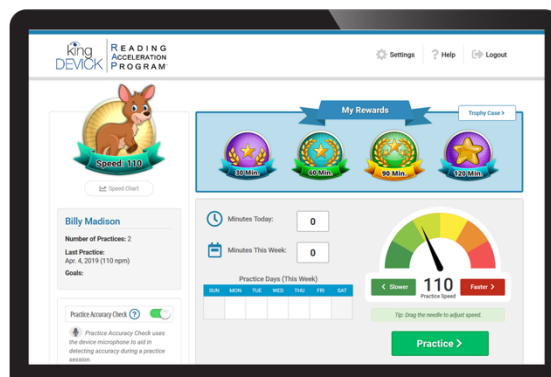 king
DEVICK
READING
ACCELERATION
PROGRAM
Settings
Help
Logout
Speed: 110
Speed Chart
My Rewards
Trophy Case >
30 Min.
60 Min.
90 Min.
120 Min.
Billy Madison
Number of Practices: 2
Last Practice:
Apr. 4, 2019 (110 npm)
Goals:
Practice Accuracy Check
Practice Accuracy Check uses
the device microphone to aid in
detecting accuracy during a practice
session.
Minutes Today: 0
Minutes This Week: 0
Practice Days (This Week)
SUN MON TUE WED THU FRI SAT
< Slower 110 Faster >
Practice Speed
Tip: Drag the needle to adjust speed.
Practice >